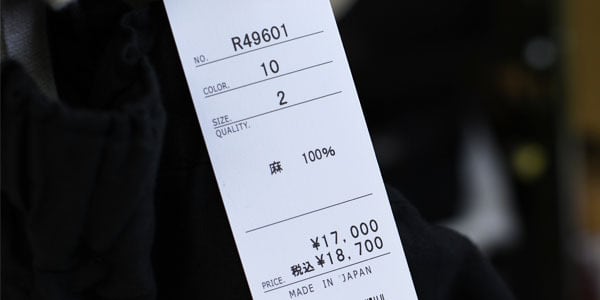 NO. R49601
COLOR. 10
SIZE. 2
QUALITY.
麻 100%
¥17,000
PRICE. 税込¥18,700
MADE IN JAPAN